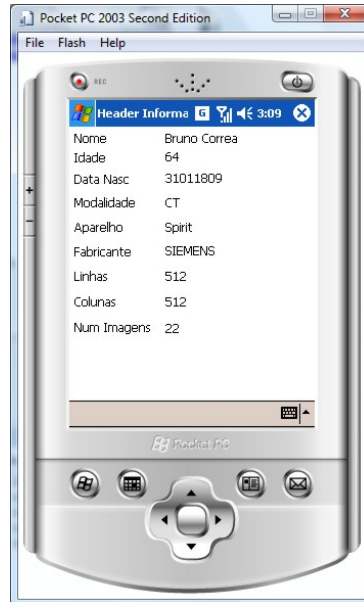 Pocket PC 2003 Second Edition
File Flash Help
REC
Header Informa G 3:09
Nome Bruno Correa
Idade 64
Data Nasc 31011809
Modalidade CT
Aparelho Spirit
Fabricante SIEMENS
Linhas 512
Colunas 512
Num Imagens 22
Pocket PC